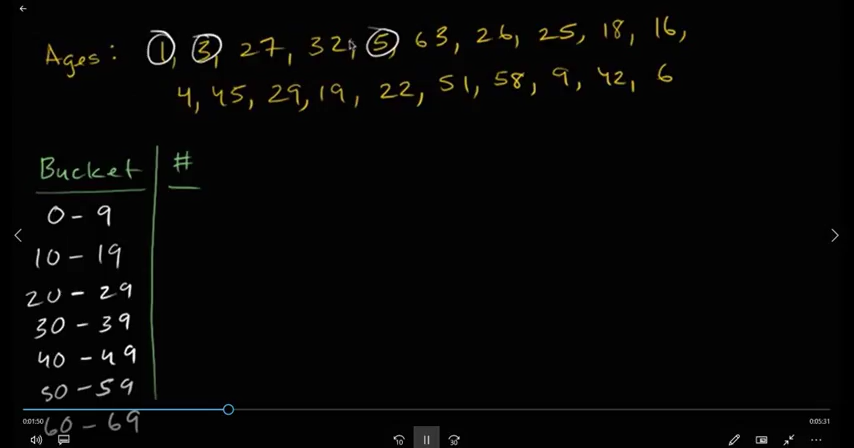 Ages: 1, 3, 27, 32, 5, 63, 26, 25, 18, 16,
4, 45, 29, 19, 22, 51, 58, 9, 42, 6
Bucket #
0 - 9
10 - 19
20 - 29
30 - 39
40 - 49
50 - 59
60 - 69
0:01:50 0:05:31
10 30